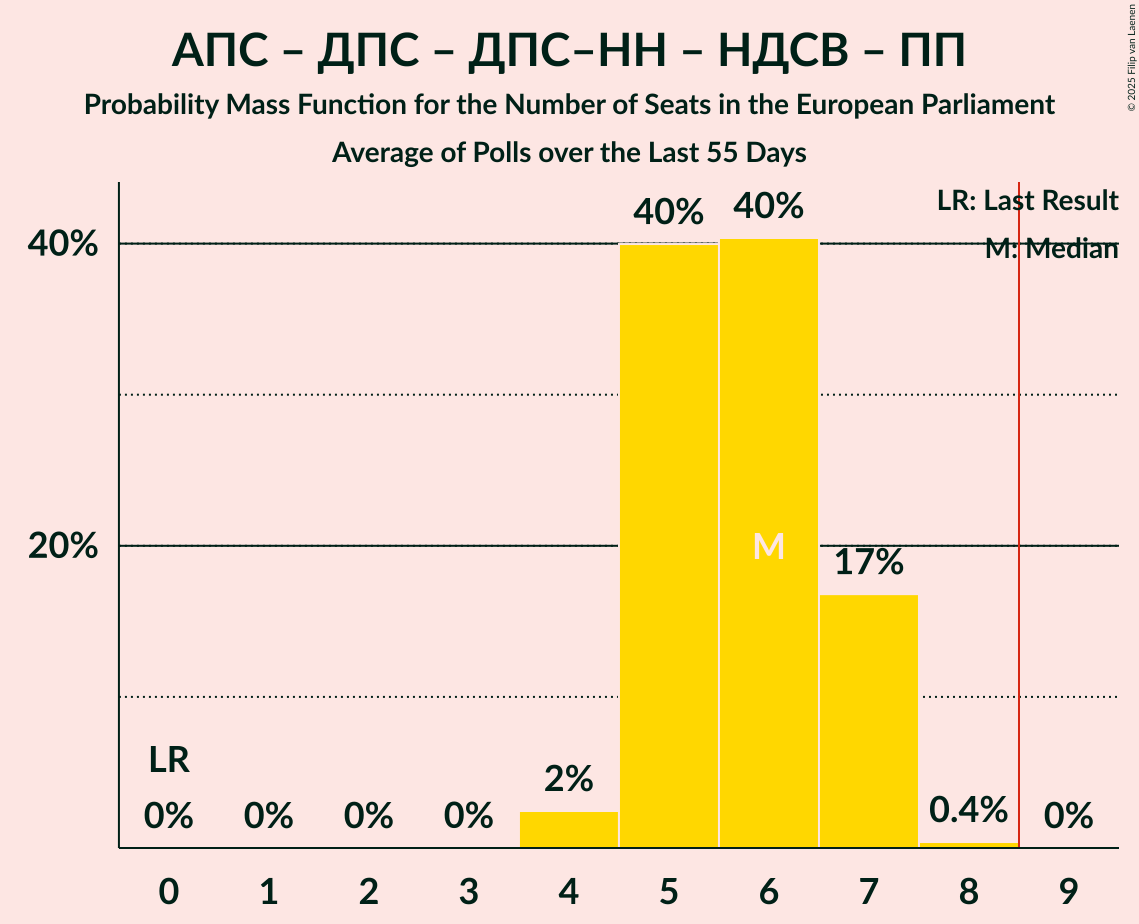 АПС – ДПС – ДПС–НН – НДСВ – ПП
Probability Mass Function for the Number of Seats in the European Parliament
Average of Polls over the Last 55 Days
© 2025 Filip van Laenen
LR: Last Result
M: Median
40%
20%
40%
40%
M
17%
LR
0%
0%
0%
0%
2%
0.4%
0%
0 1 2 3 4 5 6 7 8 9